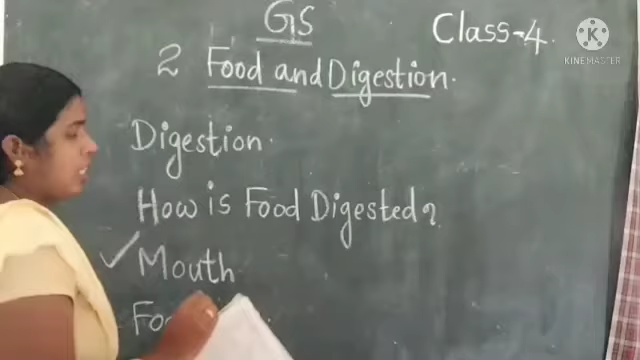 GS
Class-4.
KINEMASTER
2 Food and Digestion.
Digestion.
How is Food Digested?
✓ Mouth